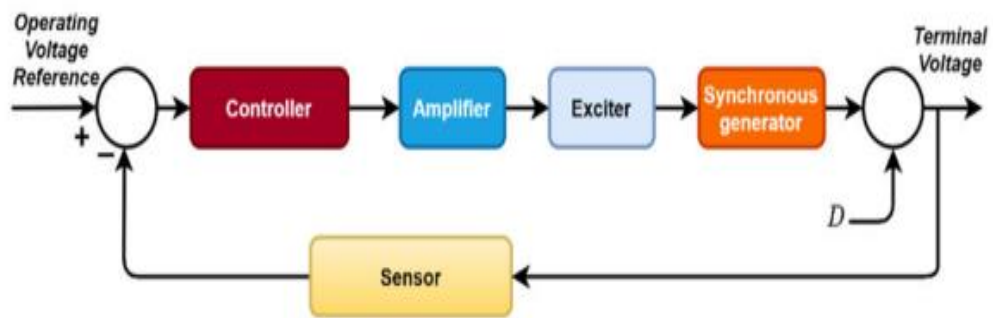 Operating
Voltage
Reference
Terminal
Voltage
Controller
Amplifier
Exciter
Synchronous
generator
+
−
D
Sensor